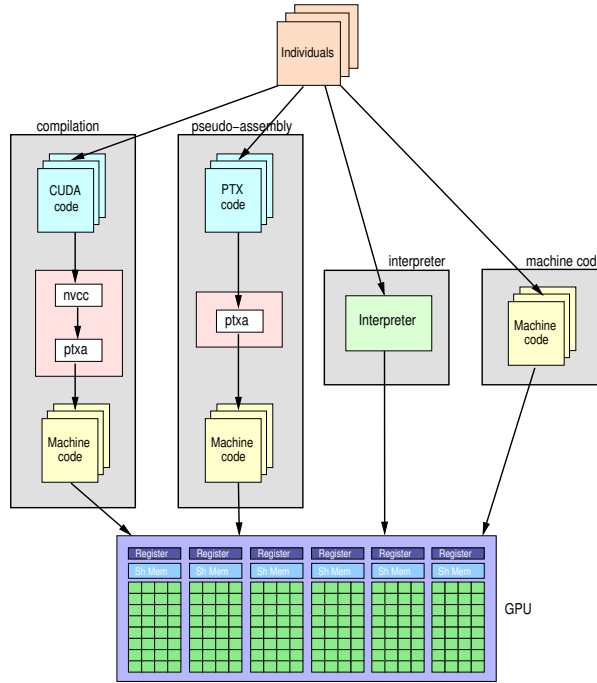 Individuals
compilation
pseudo-assembly
CUDA
code
PTX
code
interpreter
machine cod
nvcc
ptxa
ptxa
Interpreter
Machine
code
Machine
code
Machine
code
Register
Register
Register
Register
Register
Register
Sh Mem
Sh Mem
Sh Mem
Sh Mem
Sh Mem
Sh Mem
GPU